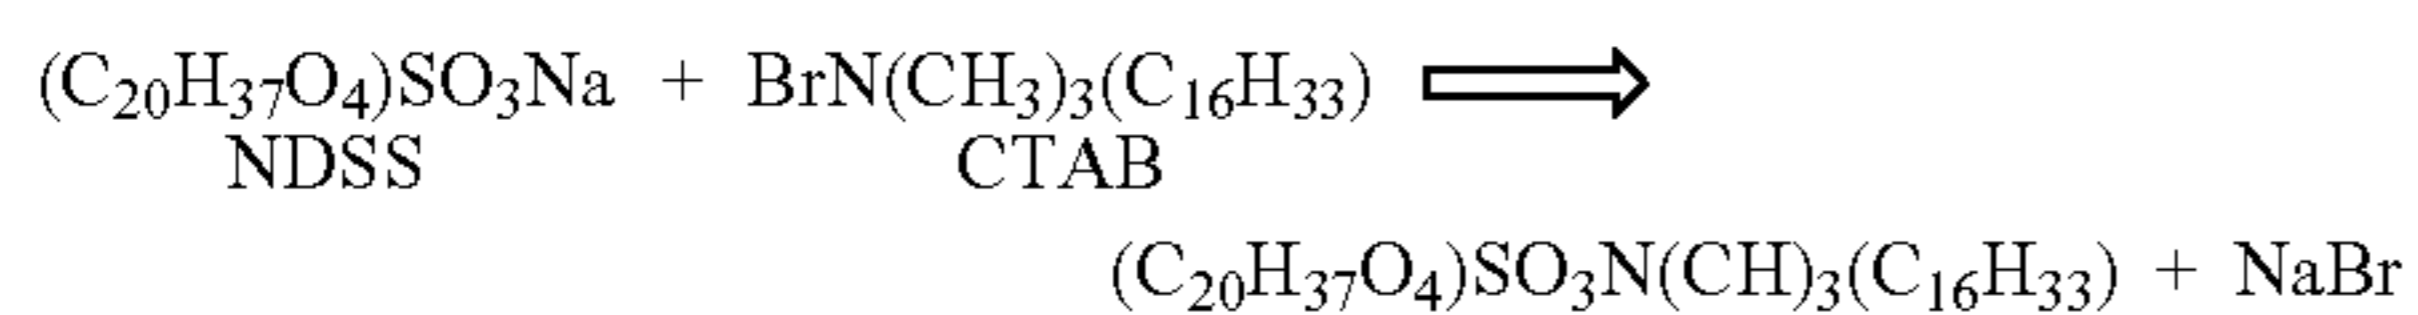 (C₂₀H₃₇O₄)SO₃Na + BrN(CH₃)₃(C₁₆H₃₃) ⟹
NDSS CTAB
(C₂₀H₃₇O₄)SO₃N(CH)₃(C₁₆H₃₃) + NaBr